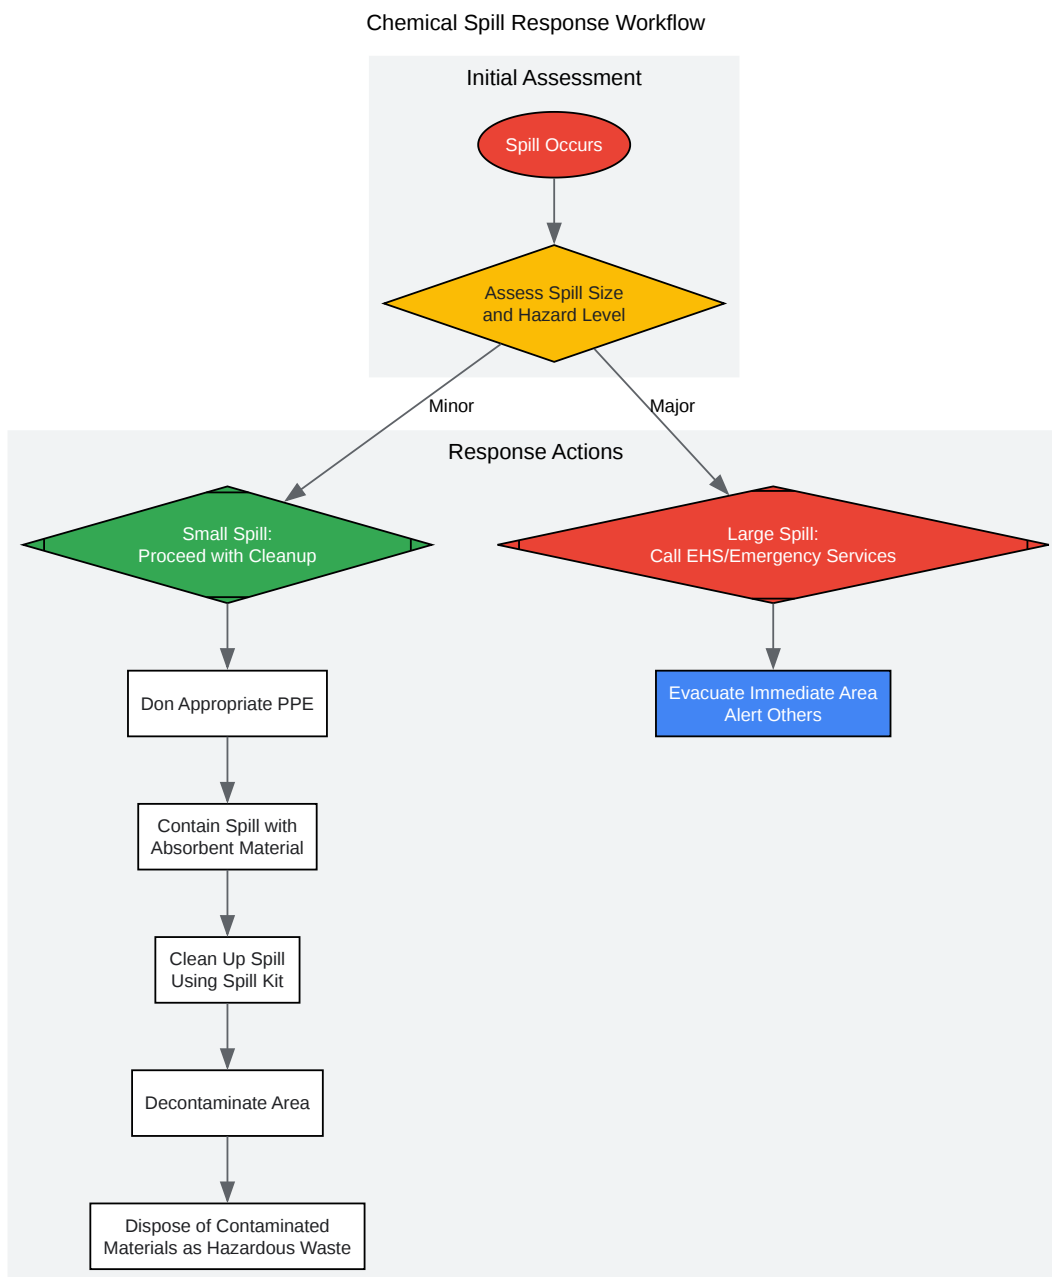 Chemical Spill Response Workflow
Initial Assessment
Spill Occurs
Assess Spill Size
and Hazard Level
Minor
Major
Response Actions
Small Spill:
Proceed with Cleanup
Large Spill:
Call EHS/Emergency Services
Don Appropriate PPE
Evacuate Immediate Area
Alert Others
Contain Spill with
Absorbent Material
Clean Up Spill
Using Spill Kit
Decontaminate Area
Dispose of Contaminated
Materials as Hazardous Waste